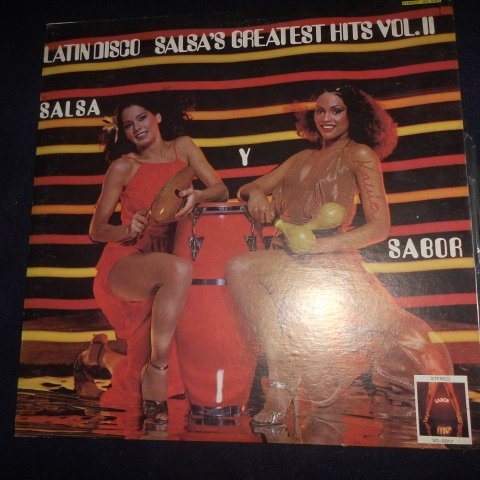 LATIN DISCO SALSA'S GREATEST HITS VOL. II
SALSA
Y
SABOR
STEREO
SABOR